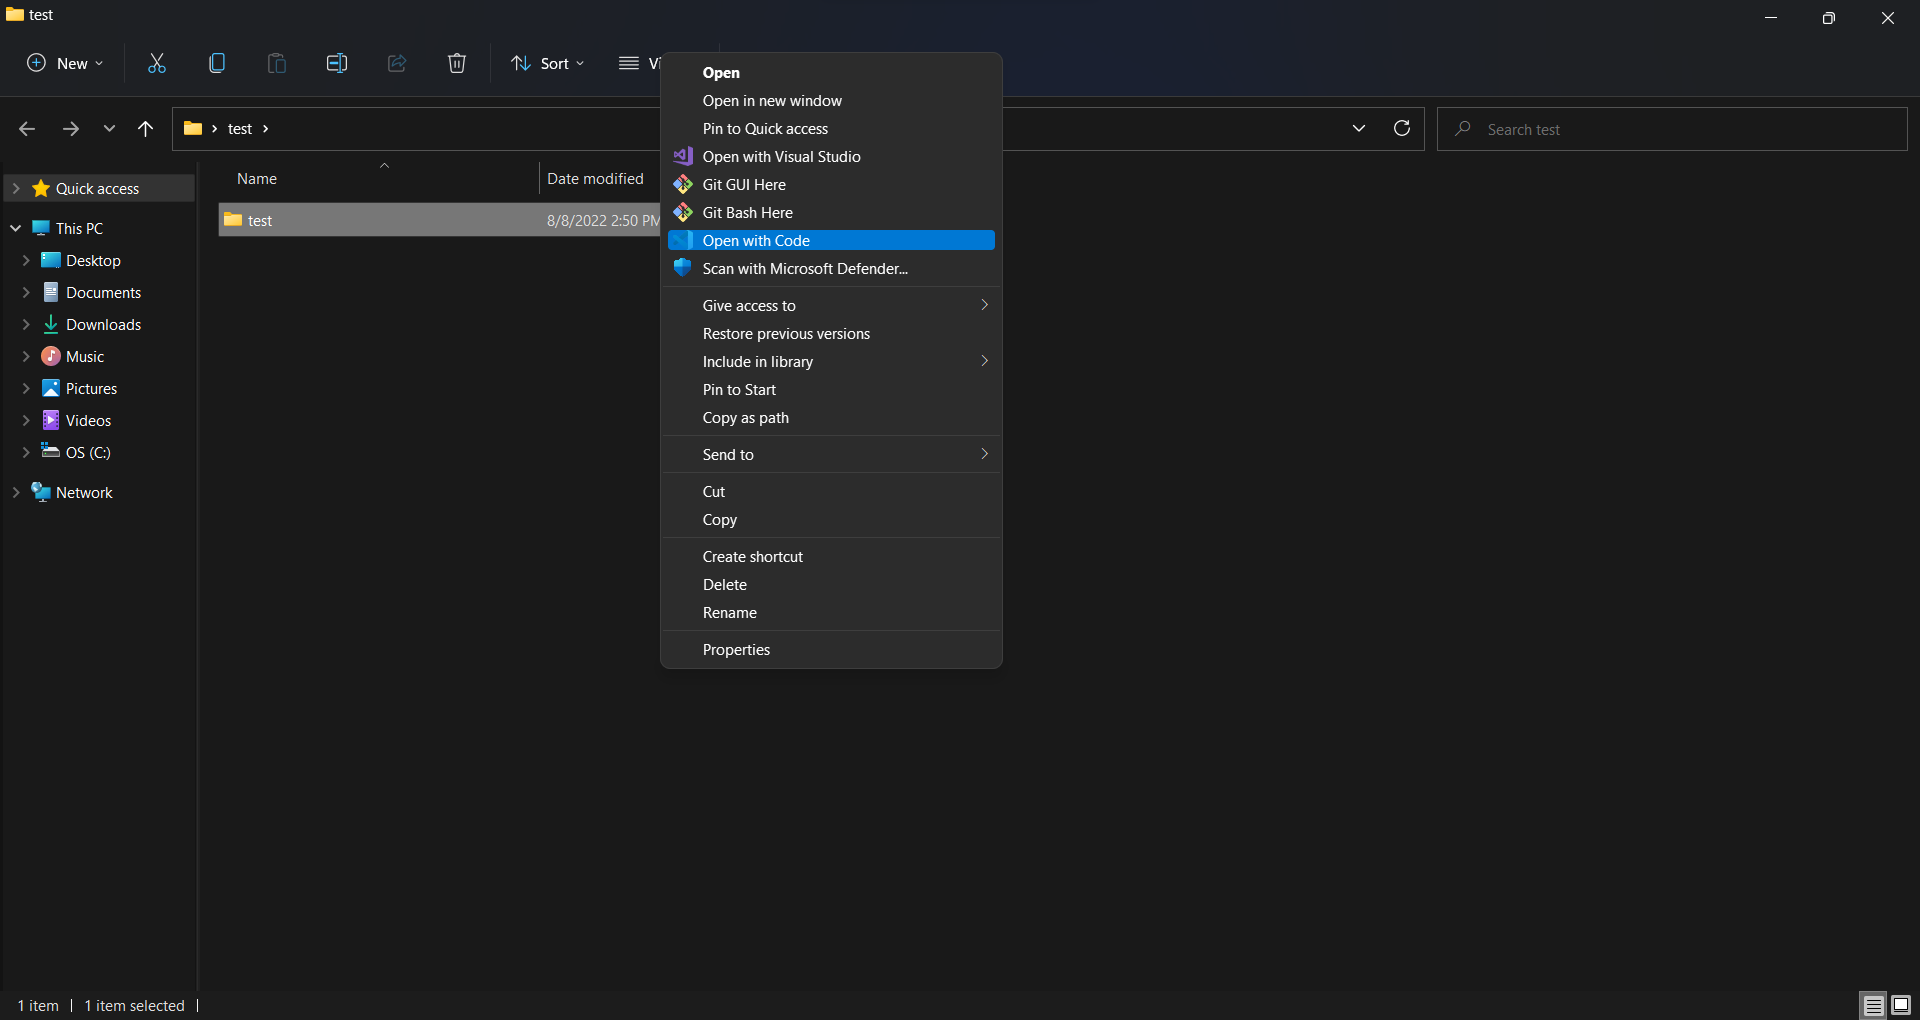 test
New
Sort
test
Search test
Name
Date modified
test
8/8/2022 2:50 PM
Quick access
This PC
Desktop
Documents
Downloads
Music
Pictures
Videos
OS (C:)
Network
Open
Open in new window
Pin to Quick access
Open with Visual Studio
Git GUI Here
Git Bash Here
Open with Code
Scan with Microsoft Defender...
Give access to
Restore previous versions
Include in library
Pin to Start
Copy as path
Send to
Cut
Copy
Create shortcut
Delete
Rename
Properties
1 item
1 item selected